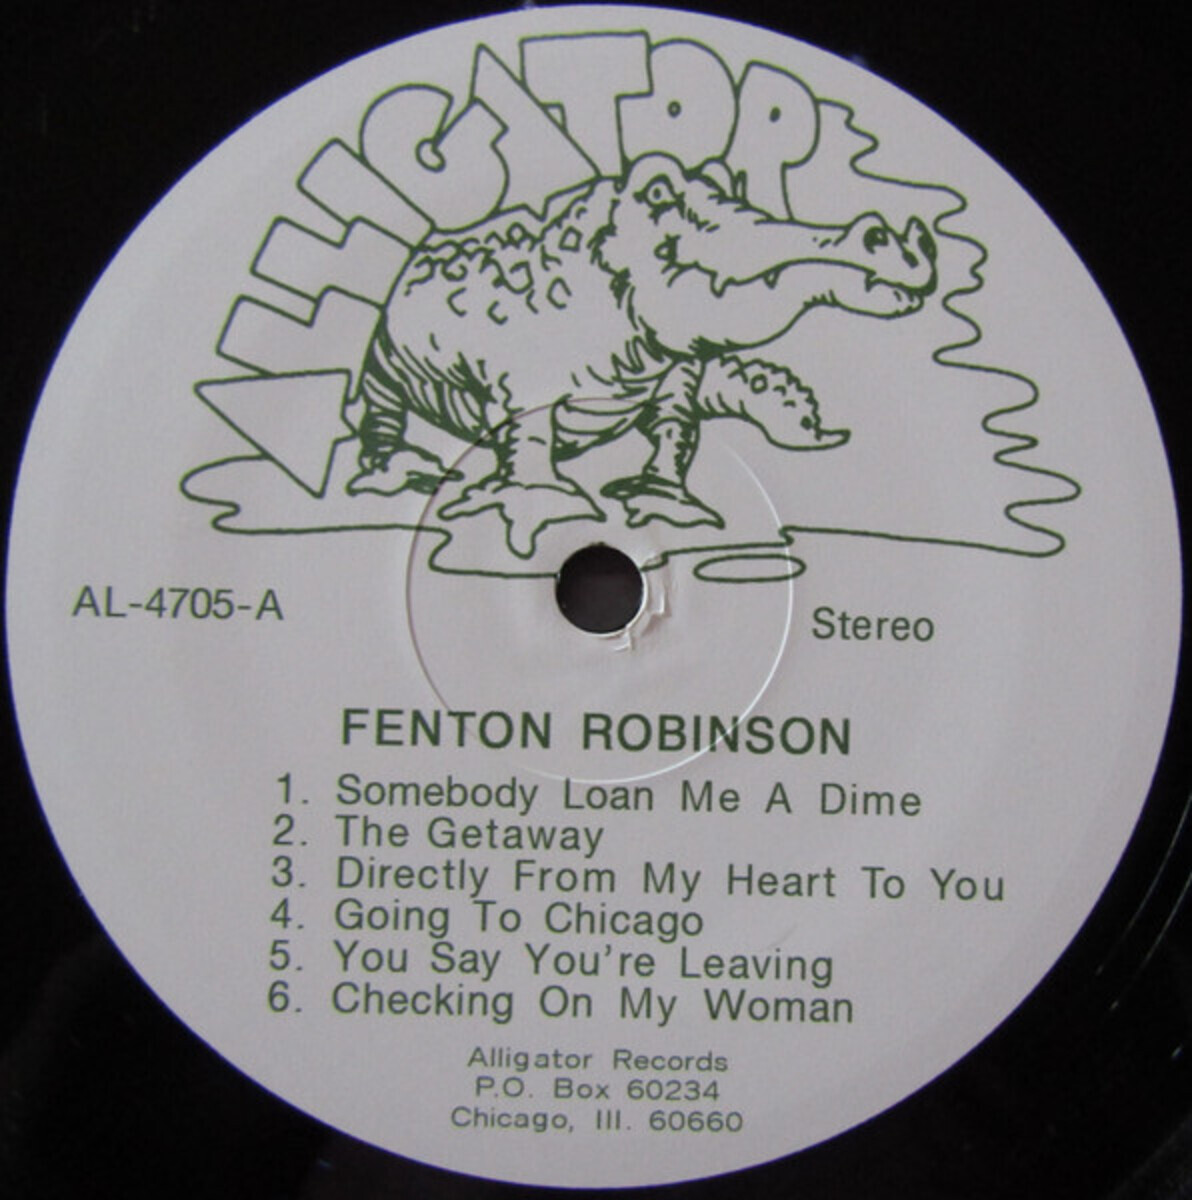 ALLIGATOR
AL-4705-A
Stereo
FENTON ROBINSON
1. Somebody Loan Me A Dime
2. The Getaway
3. Directly From My Heart To You
4. Going To Chicago
5. You Say You're Leaving
6. Checking On My Woman
Alligator Records
P.O. Box 60234
Chicago, Ill. 60660